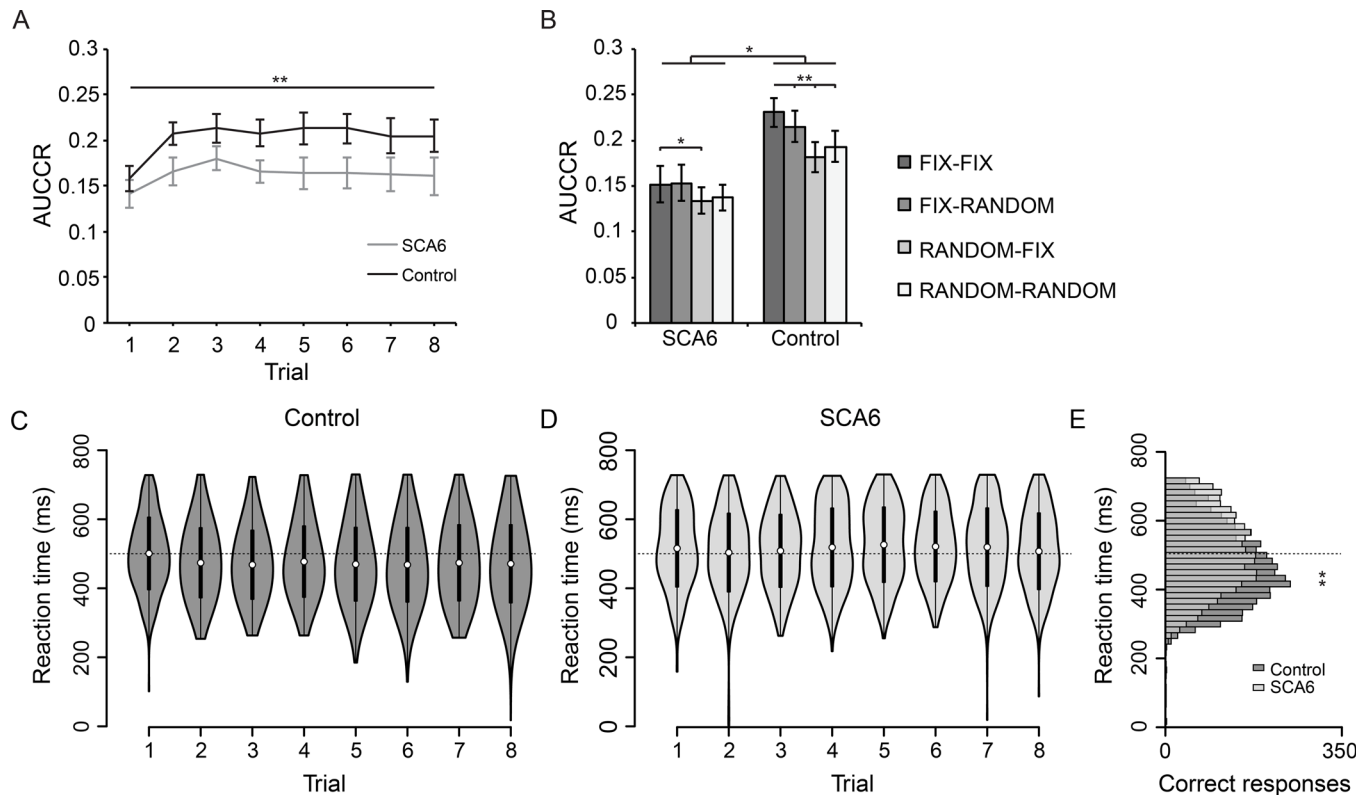 A
AUCCR
0.3
0.25
0.2
0.15
0.1
0.05
0
**
SCA6
Control
1 2 3 4 5 6 7 8
Trial
B
AUCCR
0.3
0.25
0.2
0.15
0.1
0.05
0
*
*
**
SCA6 Control
FIX-FIX
FIX-RANDOM
RANDOM-FIX
RANDOM-RANDOM
C
Control
Reaction time (ms)
800
600
400
200
0
1 2 3 4 5 6 7 8
Trial
D
SCA6
Reaction time (ms)
800
600
400
200
0
1 2 3 4 5 6 7 8
Trial
E
Reaction time (ms)
800
600
400
200
0
**
Control
SCA6
0 350
Correct responses